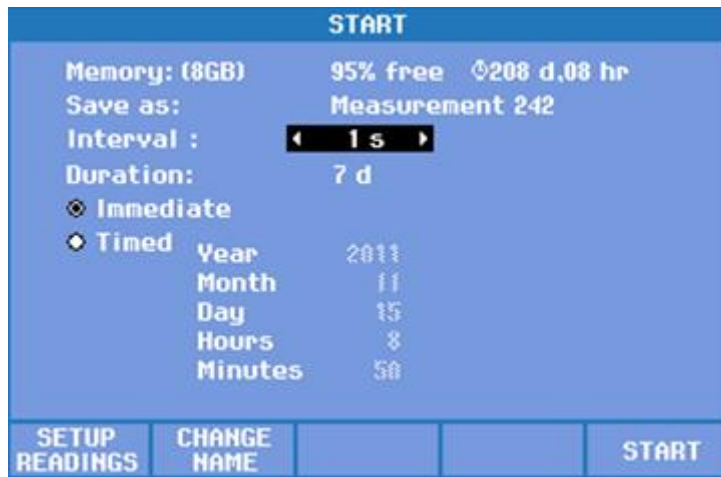 START
Memory: (8GB) 95% free 208 d,08 hr
Save as: Measurement 242
Interval : 1 s
Duration: 7 d
Immediate
Timed
Year 2011
Month 11
Day 15
Hours 8
Minutes 50
SETUP READINGS
CHANGE NAME
START